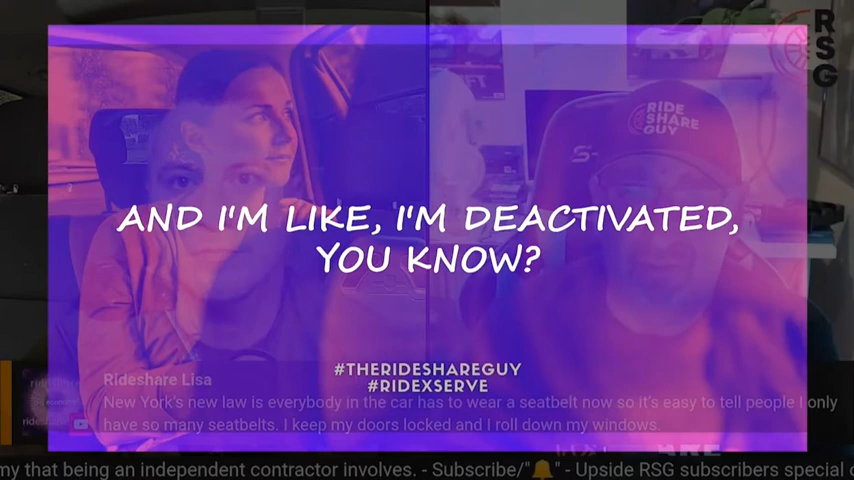 RSG
RIDE
SHARE
GUY
AND I'M LIKE, I'M DEACTIVATED,
YOU KNOW?
#THERIDESHAREGUY
#RIDEXSERVE
Rideshare Lisa
New York's new law is everybody in the car has to wear a seatbelt now so it's easy to tell people I only
have so many seatbelts. I keep my doors locked and I roll down my windows.
my that being an independent contractor involves. - Subscribe/"🔔" - Upside RSG subscribers special